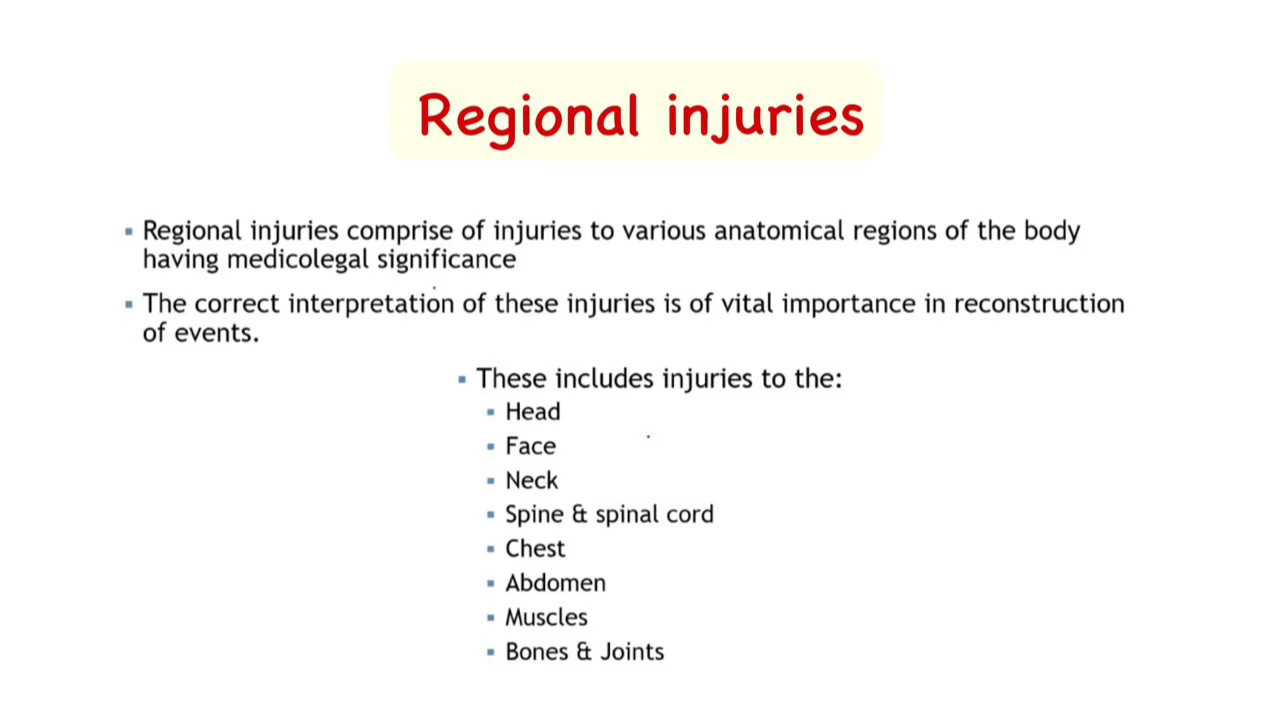 Regional injuries
▪ Regional injuries comprise of injuries to various anatomical regions of the body
having medicolegal significance
▪ The correct interpretation of these injuries is of vital importance in reconstruction
of events.
▪ These includes injuries to the:
▪ Head
▪ Face
▪ Neck
▪ Spine & spinal cord
▪ Chest
▪ Abdomen
▪ Muscles
▪ Bones & Joints